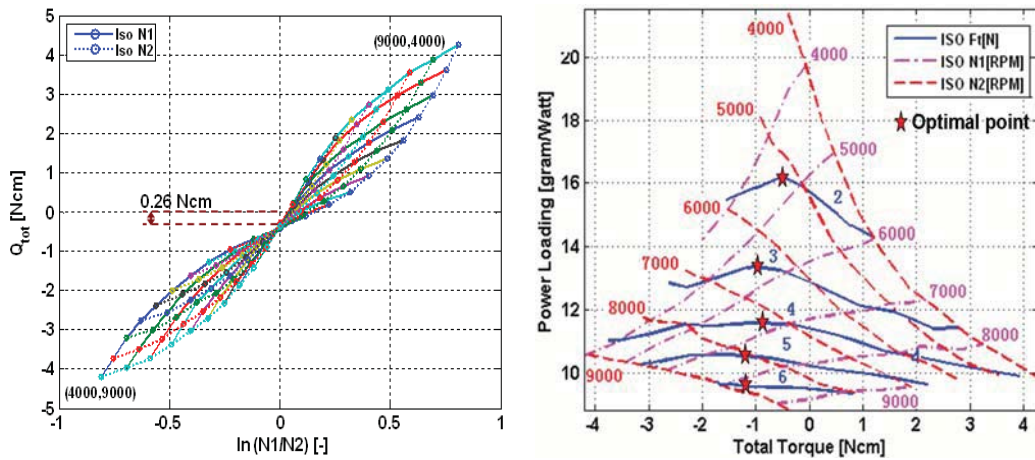 5
4
3
2
1
0
-1
-2
-3
-4
-5
Q_tot [Ncm]
Iso N1
Iso N2
(9000,4000)
0.26 Ncm
(4000,9000)
-1 -0.5 0 0.5 1
ln (N1/N2) [-]
20
18
16
14
12
10
Power Loading [gram/Watt]
ISO Ft[N]
ISO N1[RPM]
ISO N2[RPM]
Optimal point
4000
4000
5000
5000
6000
6000
7000
7000
8000
8000
9000
9000
2
3
4
5
6
-4 -3 -2 -1 0 1 2 3 4
Total Torque [Ncm]